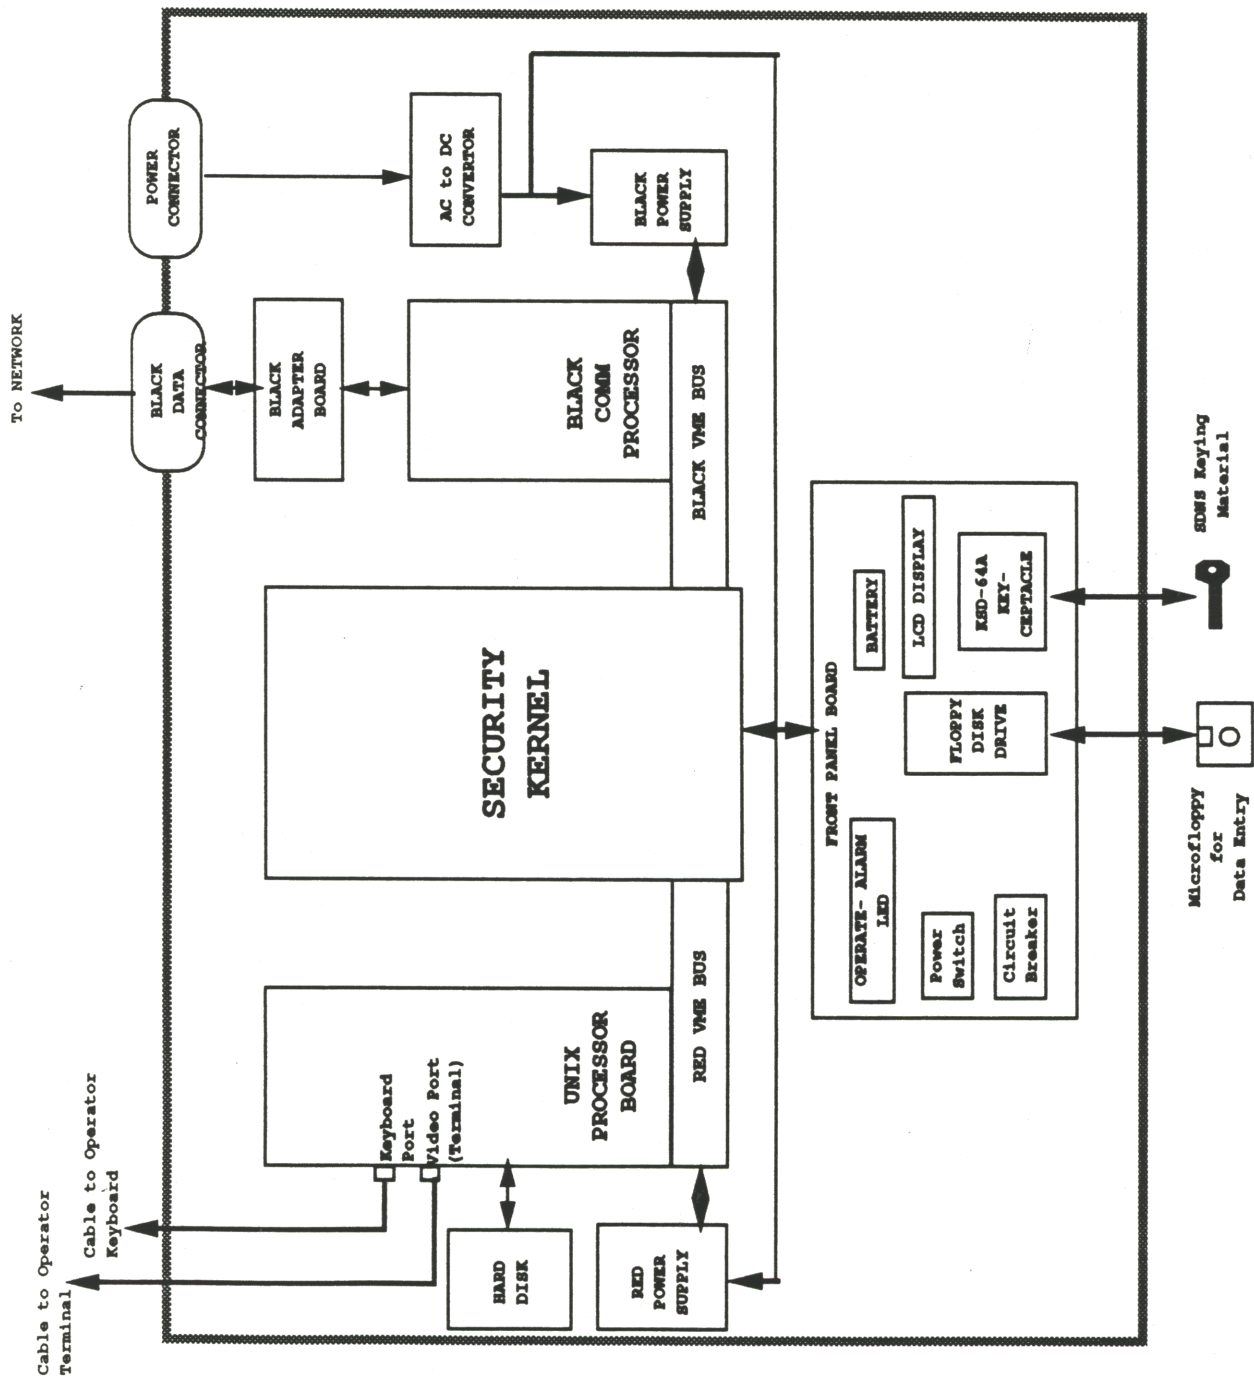 Cable to Operator
Terminal
Cable to Operator
Keyboard
To NETWORK
BLACK
DATA
CONNECTOR
POWER
CONNECTOR
BLACK
ADAPTER
BOARD
AC to DC
CONVERTOR
Keyboard
Port
Video Port
(Terminal)
UNIX
PROCESSOR
BOARD
SECURITY
KERNEL
BLACK
COMM
PROCESSOR
HARD
DISK
RED
POWER
SUPPLY
BLACK
POWER
SUPPLY
RED VME BUS
BLACK VME BUS
FRONT PANEL BOARD
OPERATE- ALARM
LED
BATTERY
LCD DISPLAY
Power
Switch
FLOPPY
DISK
DRIVE
KSD-64A
KEY-
CEPTACLE
Circuit
Breaker
Microfloppy
for
Data Entry
SDNS Keying
Material